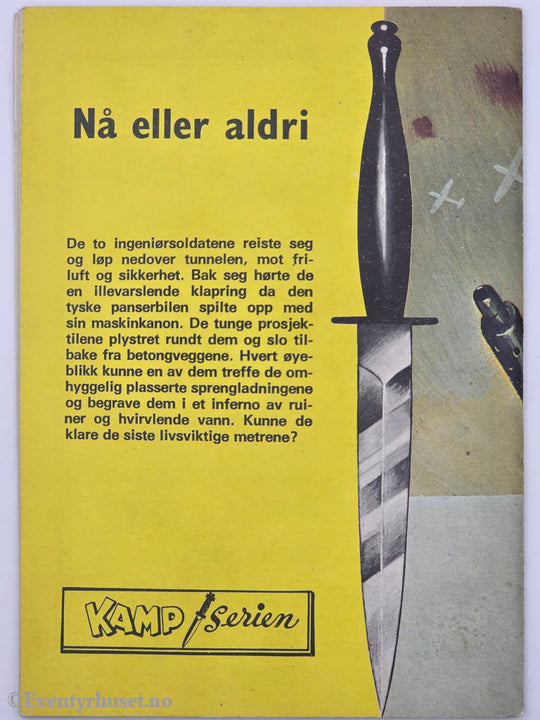 Nå eller aldri
De to ingeniørsoldatene reiste seg
og løp nedover tunnelen, mot fri-
luft og sikkerhet. Bak seg hørte de
en illevarslende klapring da den
tyske panserbilen spilte opp med
sin maskinkanon. De tunge prosjek-
tilene plystret rundt dem og slo til-
bake fra betongveggene. Hvert øye-
blikk kunne en av dem treffe de om-
hyggelig plasserte sprengladningene
og begrave dem i et inferno av rui-
ner og hvirvlende vann. Kunne de
klare de siste livsviktige metrene?
KAMP serien
© Eventyrhuset.no